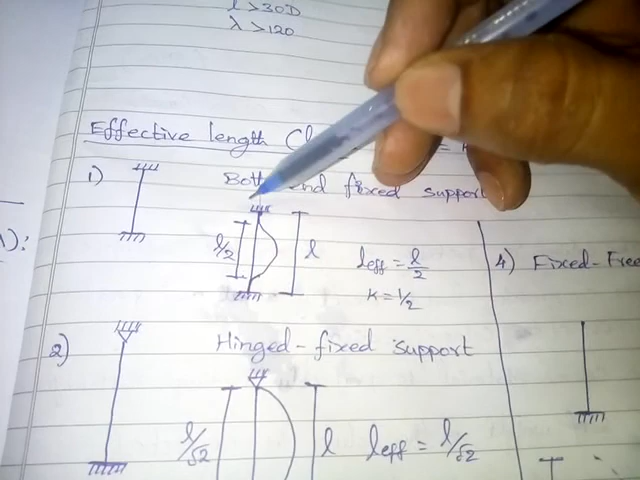 l > 30D
λ > 120
Effective length
1) Both end fixed support
l/2 l leff = l/2
K = 1/2
2) Hinged-fixed support
l/√2 l leff = l/√2
4) Fixed-Free
):